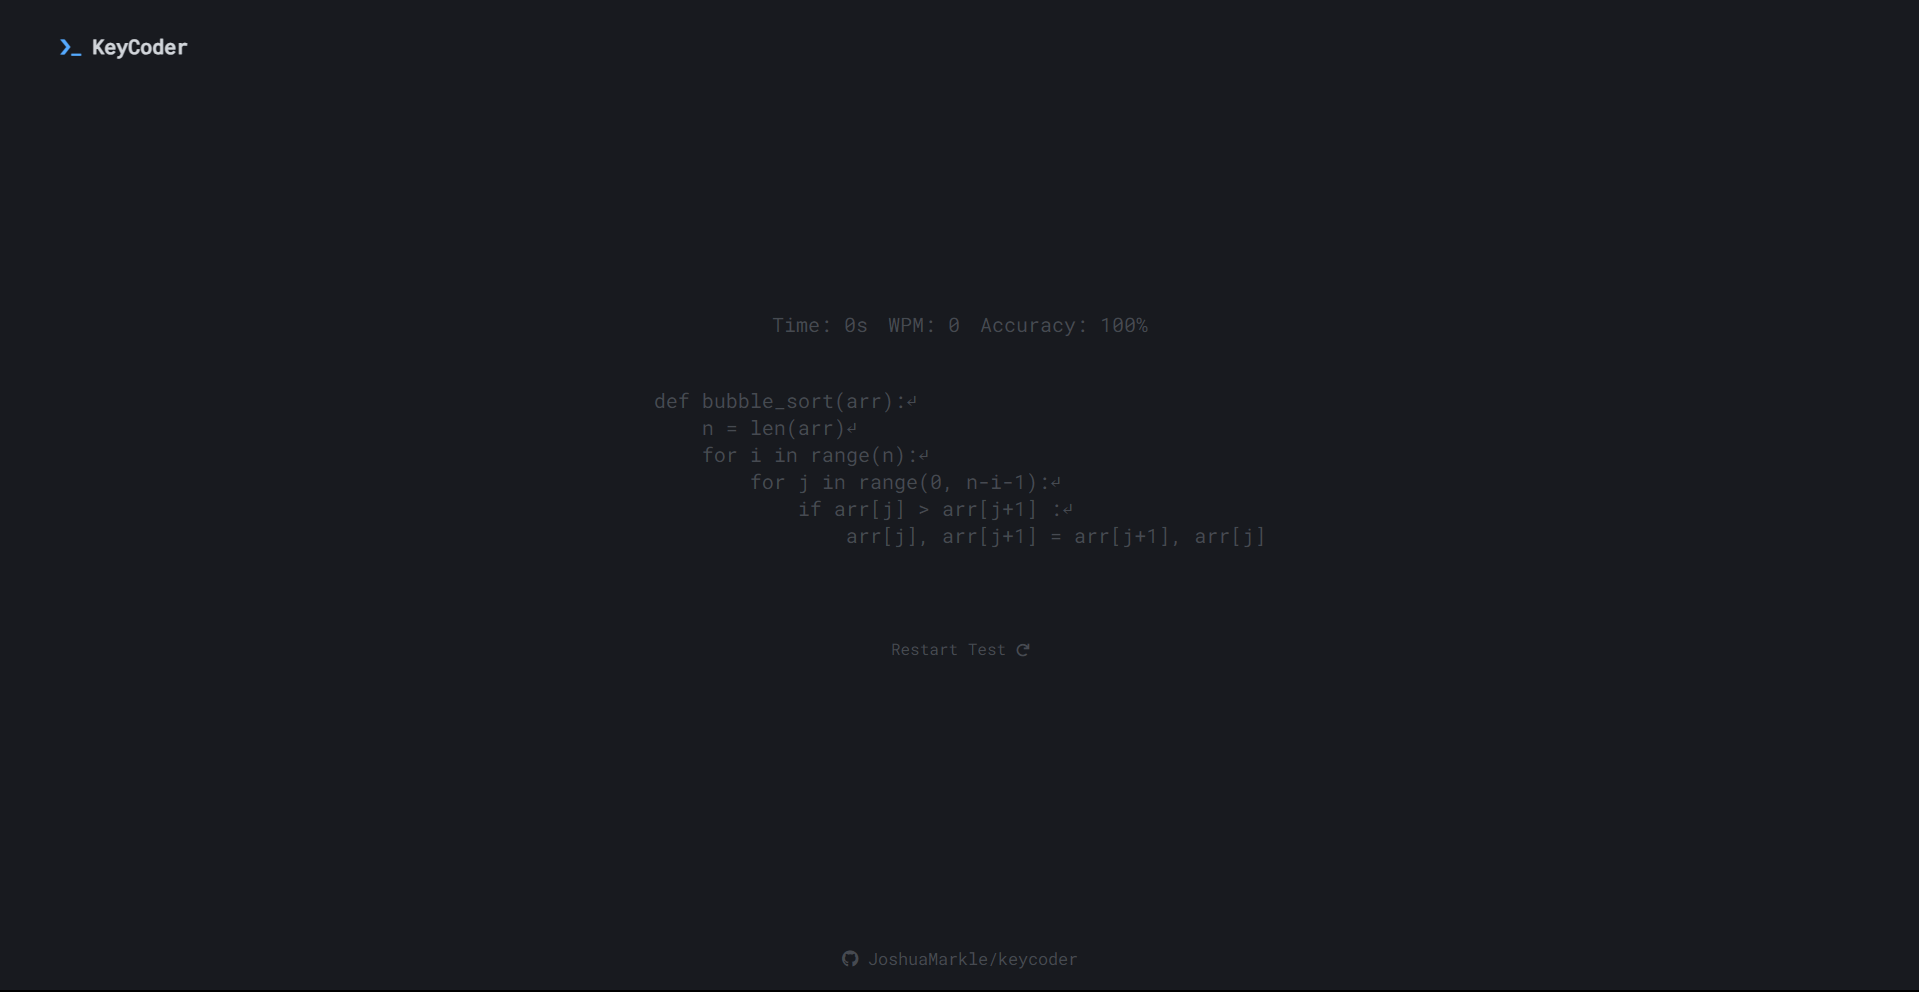 KeyCoder
Time: 0s WPM: 0 Accuracy: 100%
def bubble_sort(arr):↵
    n = len(arr)↵
    for i in range(n):↵
        for j in range(0, n-i-1):↵
            if arr[j] > arr[j+1] :↵
                arr[j], arr[j+1] = arr[j+1], arr[j]
Restart Test
JoshuaMarkle/keycoder